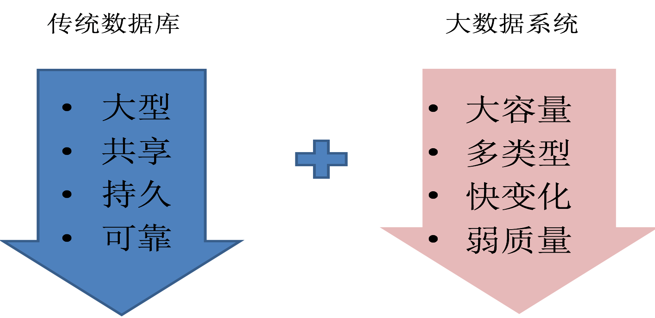 传统数据库
大数据系统
• 大型
• 共享
• 持久
• 可靠
• 大容量
• 多类型
• 快变化
• 弱质量